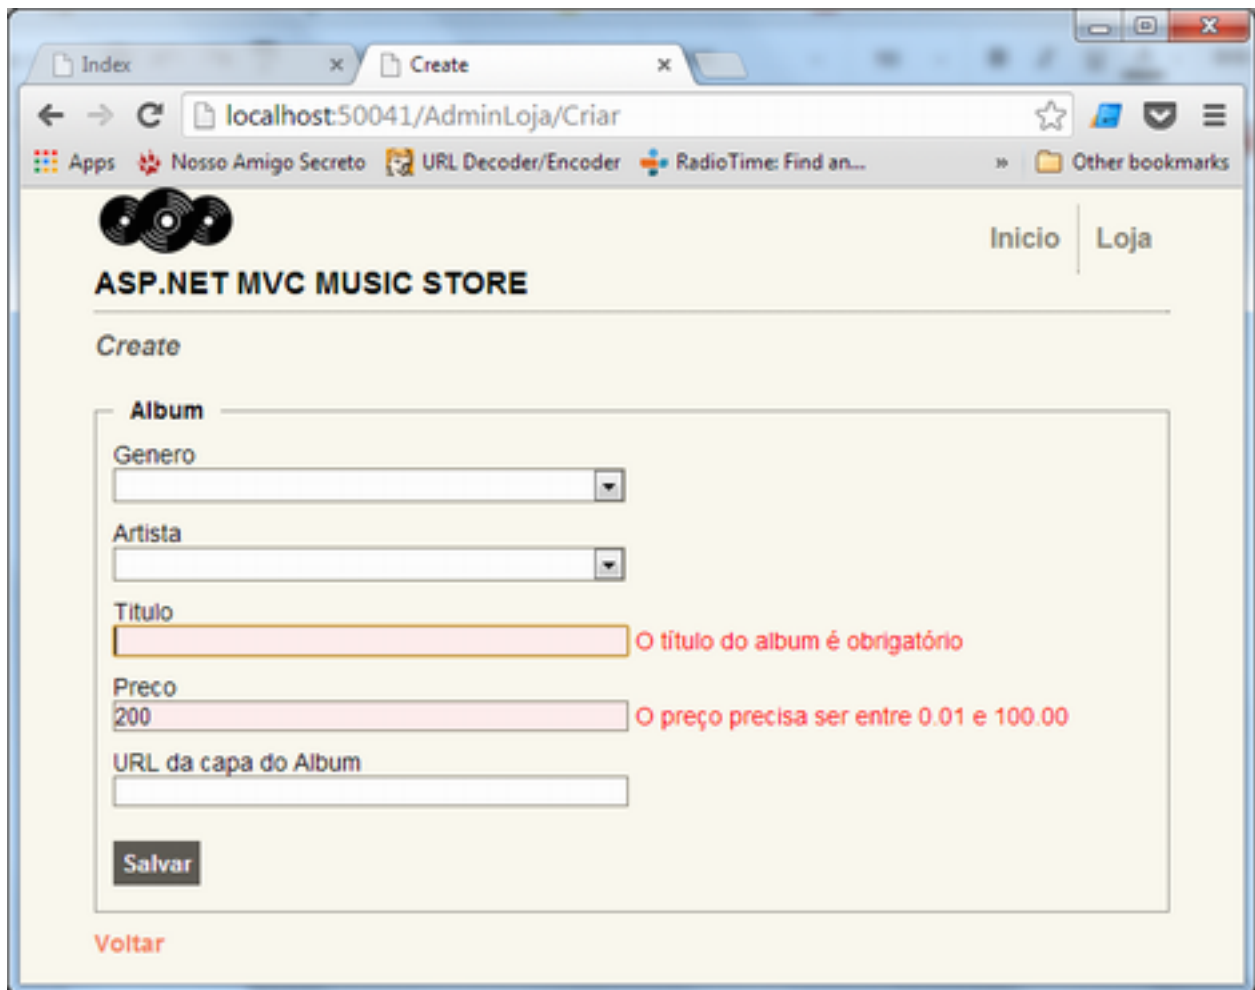 Index
Create
localhost:50041/AdminLoja/Criar
Apps Nosso Amigo Secreto URL Decoder/Encoder RadioTime: Find an... » Other bookmarks
Inicio Loja
ASP.NET MVC MUSIC STORE
Create
Album
Genero
Artista
Titulo
O título do album é obrigatório
Preco
200 O preço precisa ser entre 0.01 e 100.00
URL da capa do Album
Salvar
Voltar